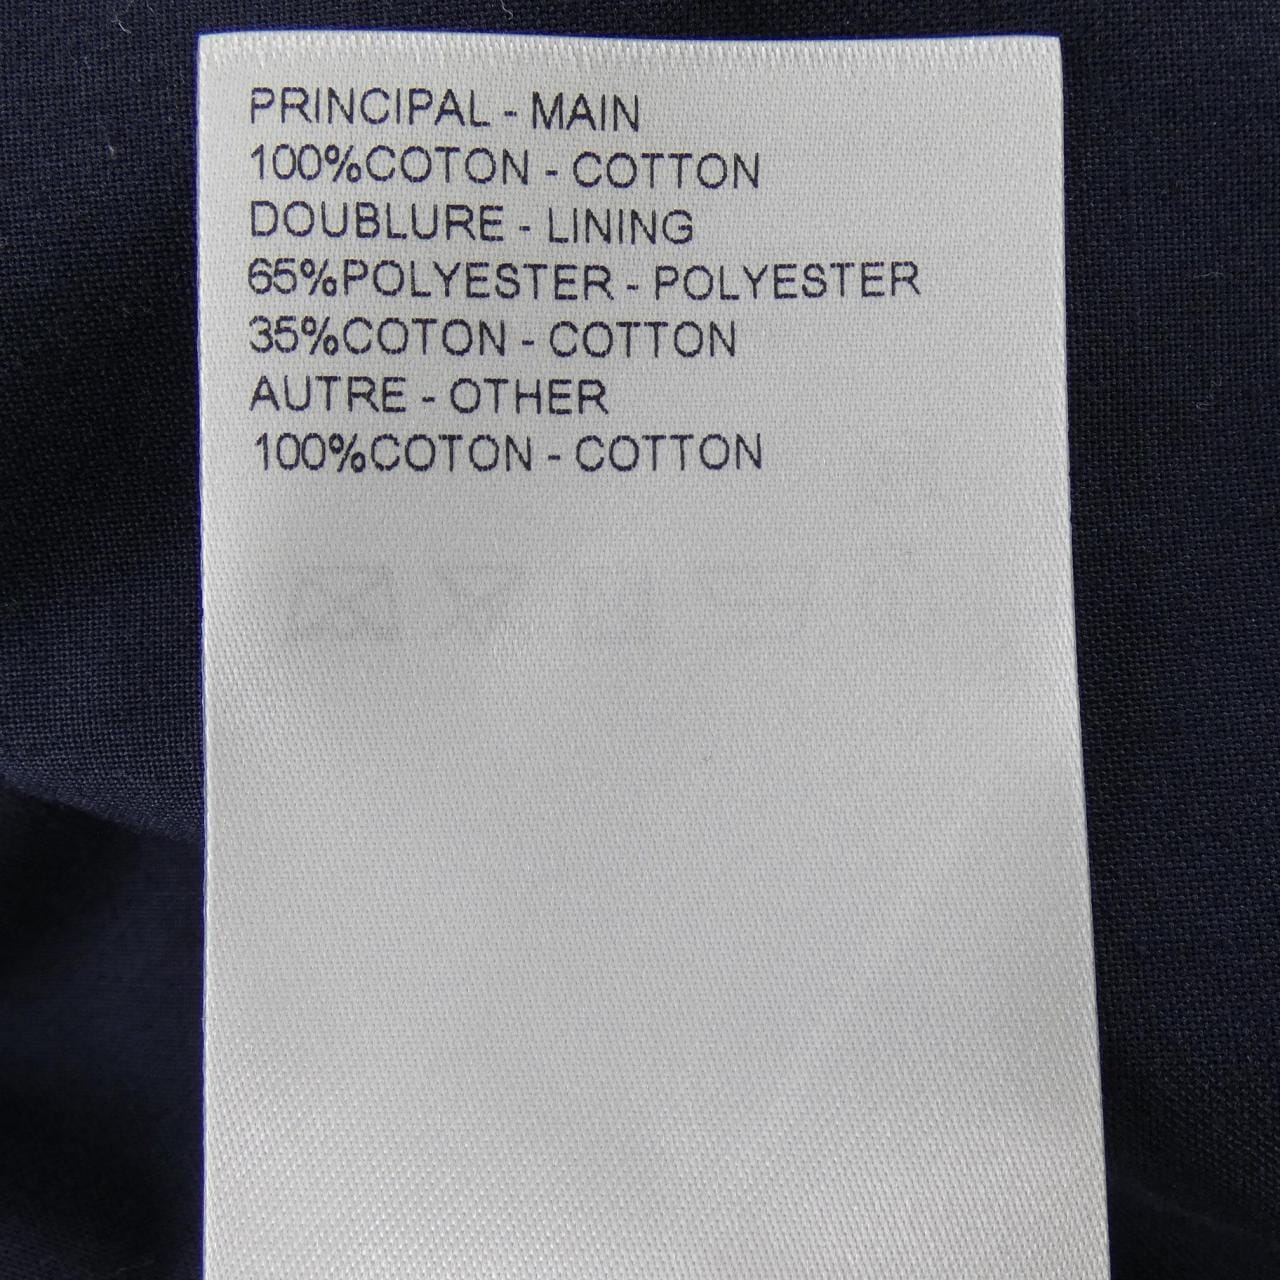 PRINCIPAL - MAIN
100%COTON - COTTON
DOUBLURE - LINING
65%POLYESTER - POLYESTER
35%COTON - COTTON
AUTRE - OTHER
100%COTON - COTTON